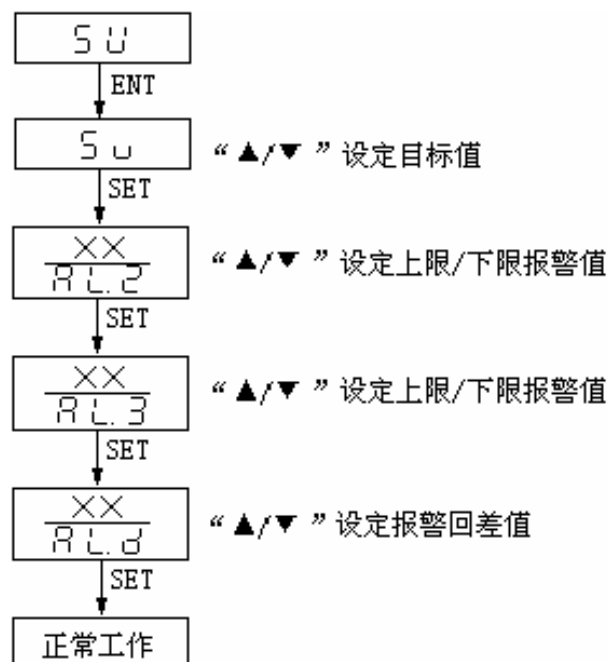 SU
ENT
Su “▲/▼ ”设定目标值
SET
XX
AL.2 “▲/▼ ”设定上限/下限报警值
SET
XX
AL.3 “▲/▼ ”设定上限/下限报警值
SET
XX
AL.d “▲/▼ ”设定报警回差值
SET
正常工作